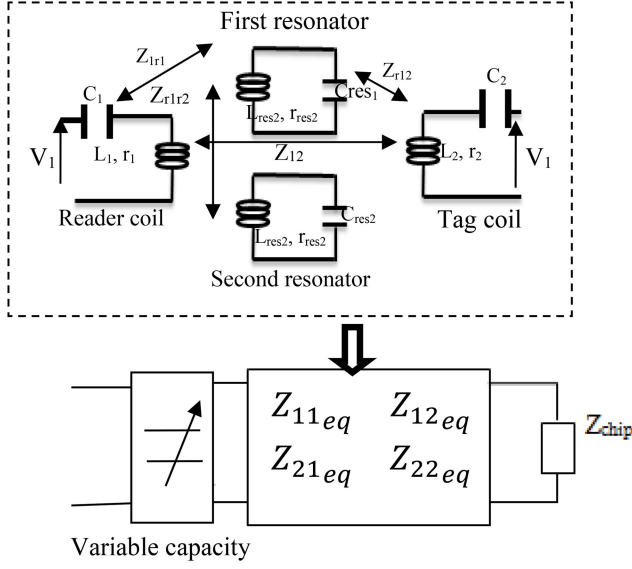 First resonator
Z1r1
C1
Zr1r2
Cres1
Zr12
C2
Lres2, rres2
V1
L1, r1
Z12
L2, r2
V1
Reader coil
Cres2
Lres2, rres2
Tag coil
Second resonator
Z11eq Z12eq
Z21eq Z22eq
Zchip
Variable capacity